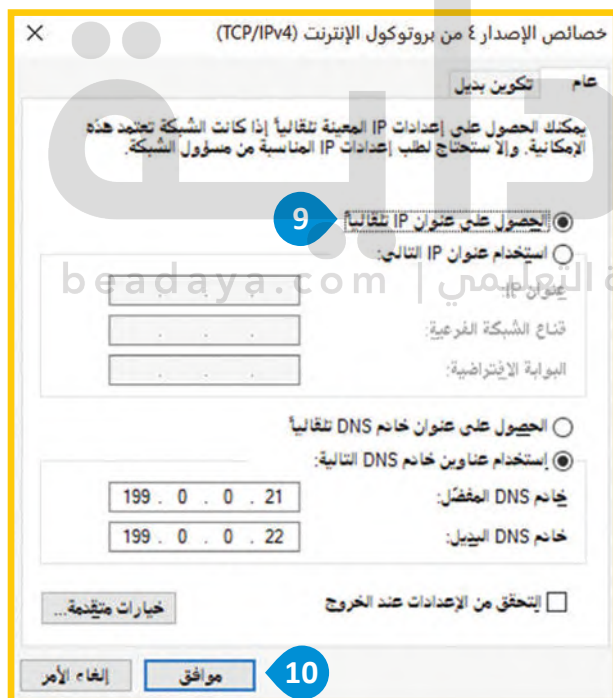 خصائص الإصدار ٤ من بروتوكول الإنترنت (TCP/IPv4)
عام
تكوين بديل
يمكنك الحصول على إعدادات IP المعينة تلقائياً إذا كانت الشبكة تعتمد هذه
الإمكانية. وإلا ستحتاج لطلب إعدادات IP المناسبة من مسؤول الشبكة.
الحصول على عنوان IP تلقائياً
9
استخدام عنوان IP التالي:
عنوان IP:
قناع الشبكة الفرعية:
البوابة الافتراضية:
الحصول على عنوان خادم DNS تلقائياً
إستخدام عناوين خادم DNS التالية:
خادم DNS المفضّل:
199 . 0 . 0 . 21
خادم DNS البديل:
199 . 0 . 0 . 22
التحقق من الإعدادات عند الخروج
خيارات متقدمة...
موافق
10
إلغاء الأمر
داية
beadaya.com | التعليمي